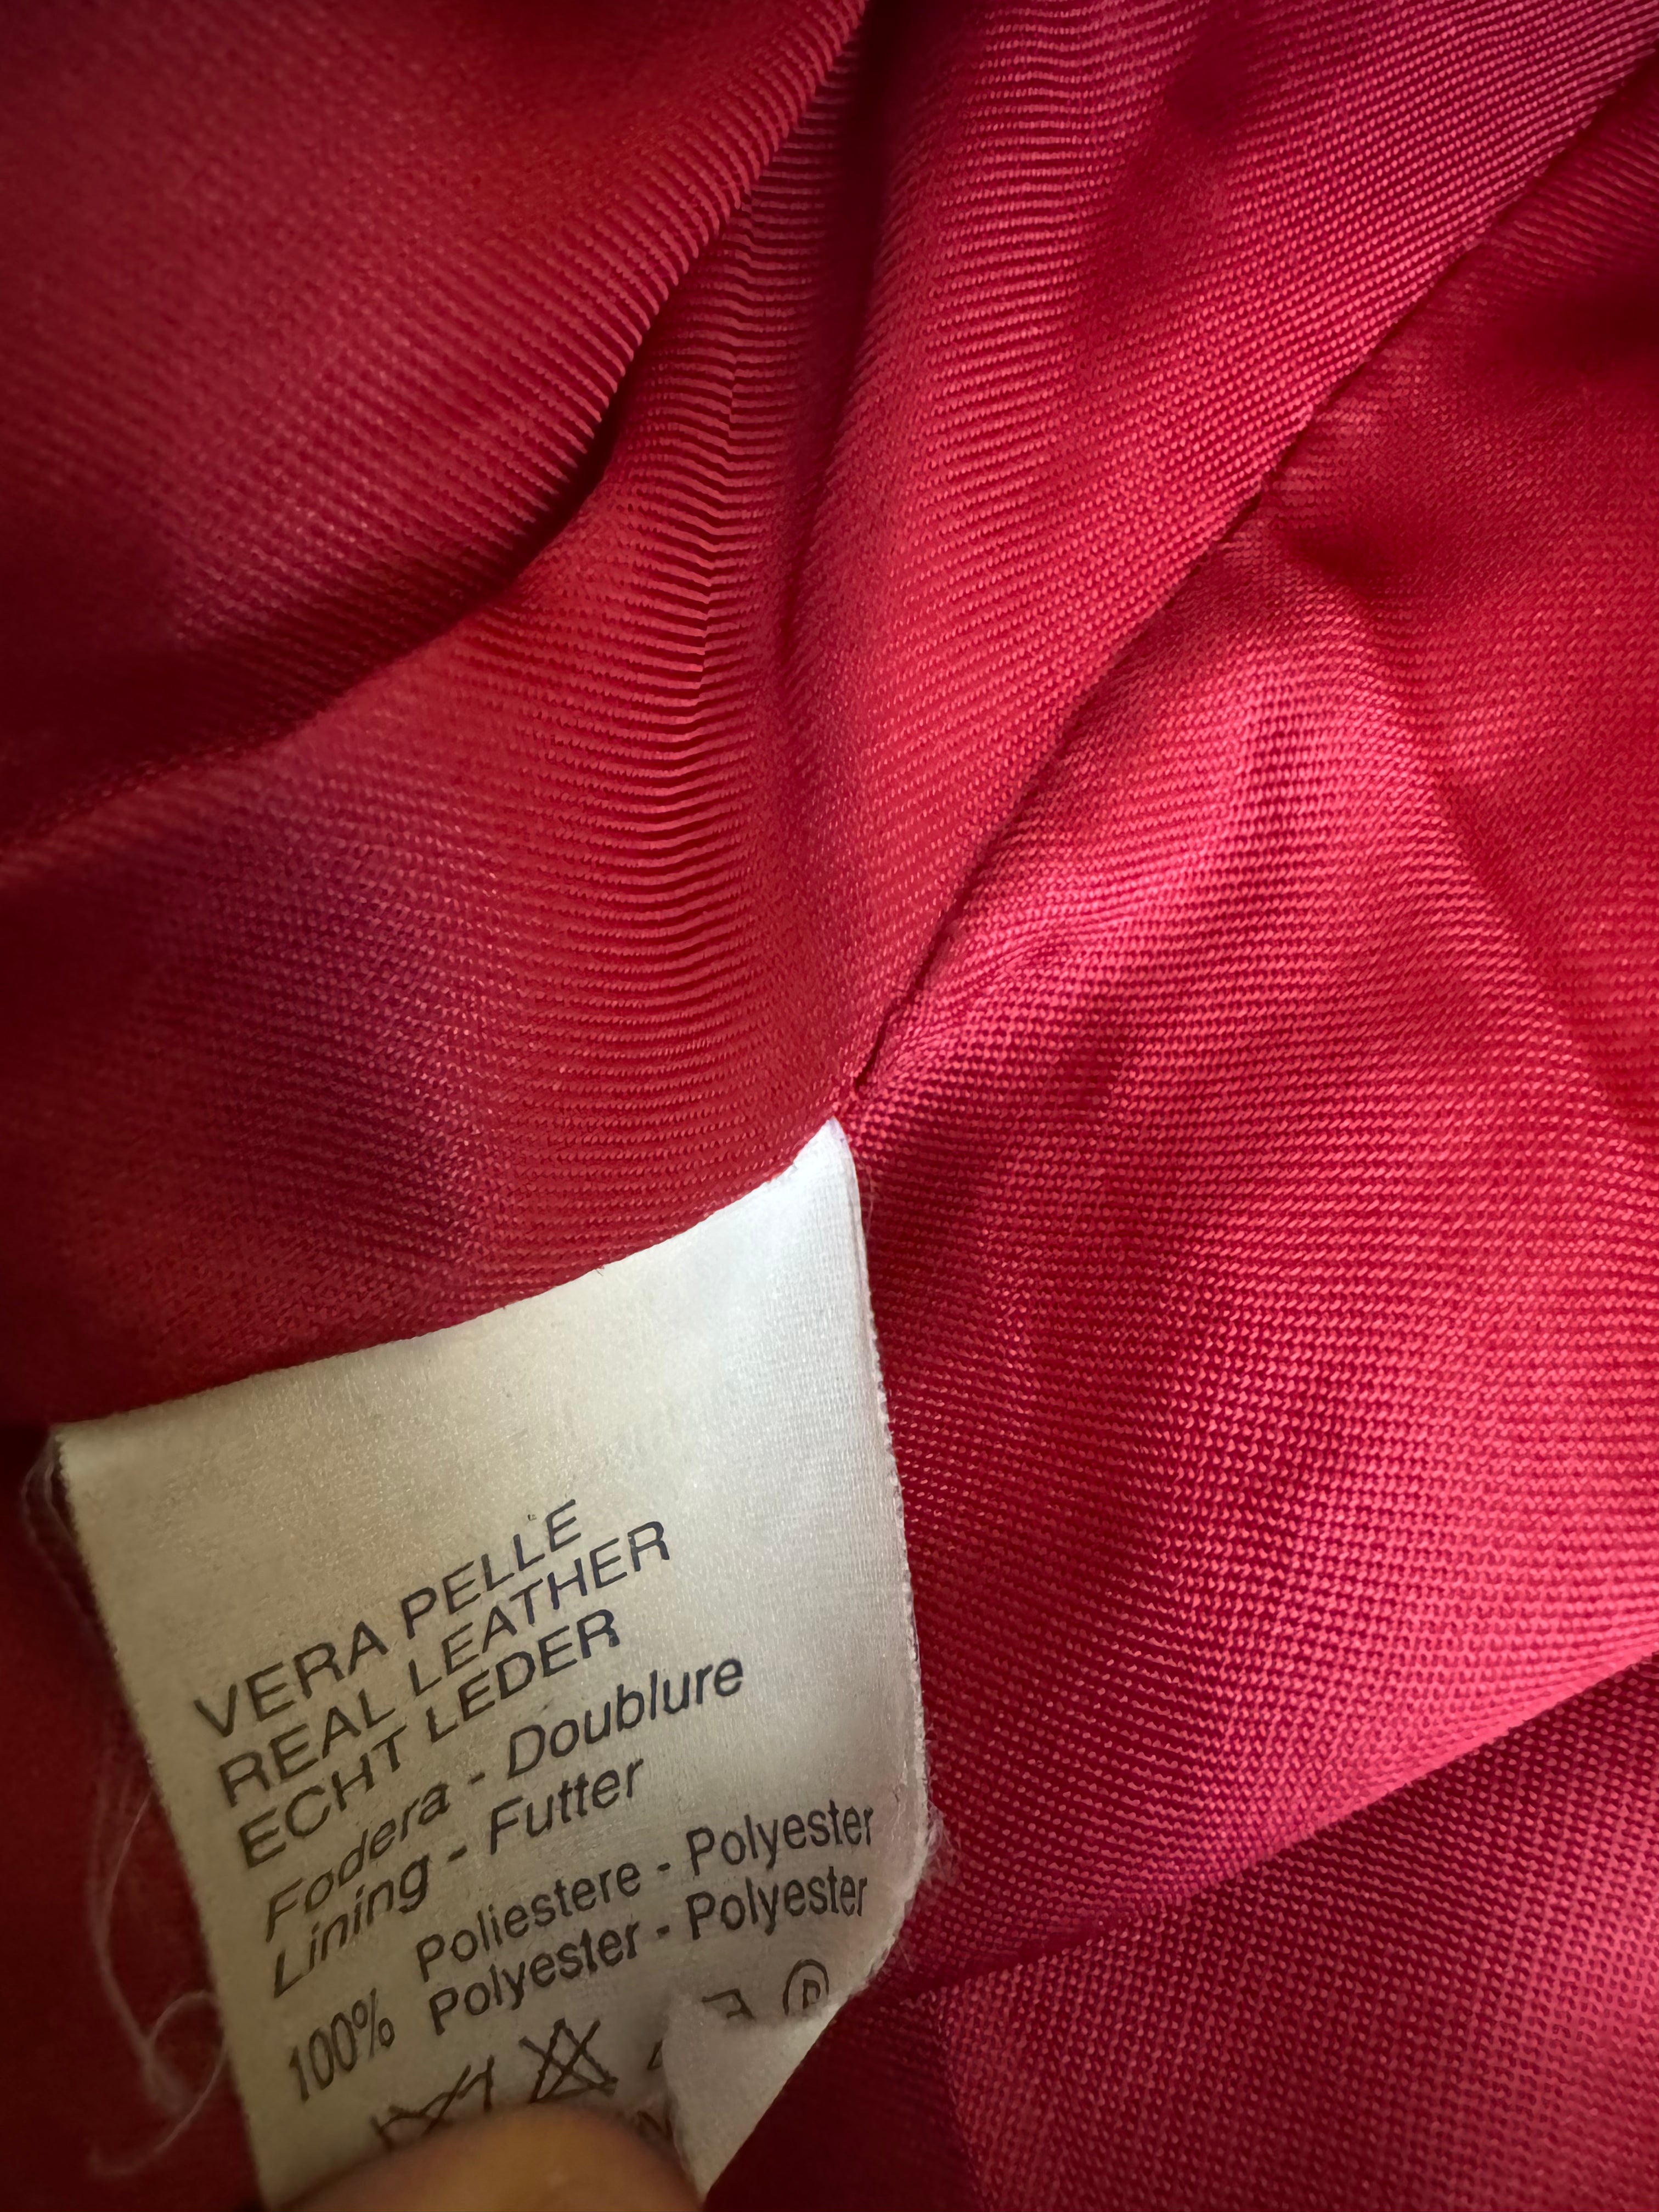 VERA PELLE
REAL LEATHER
ECHT LEDER
Fodera - Doublure
Lining - Futter
100% Poliestere - Polyester
Polyester - Polyester